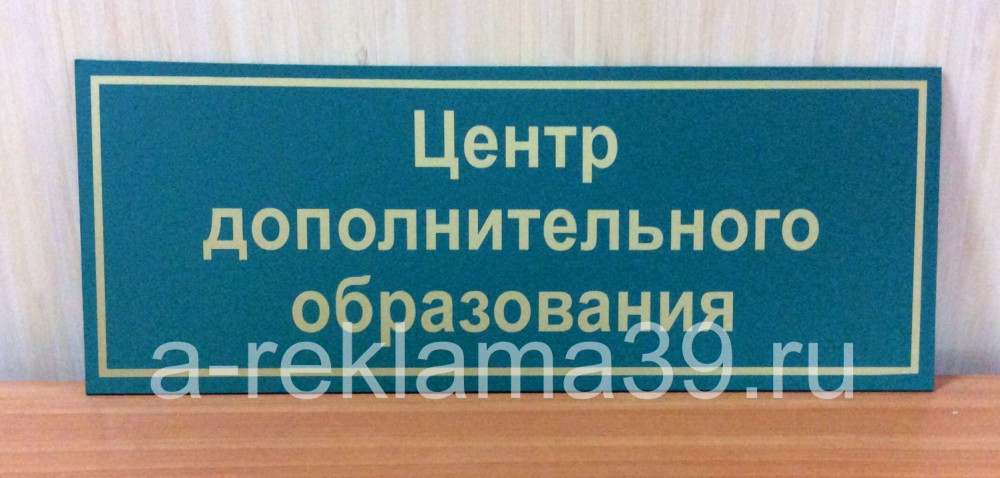 Центр
дополнительного
образования
a-reklama39.ru